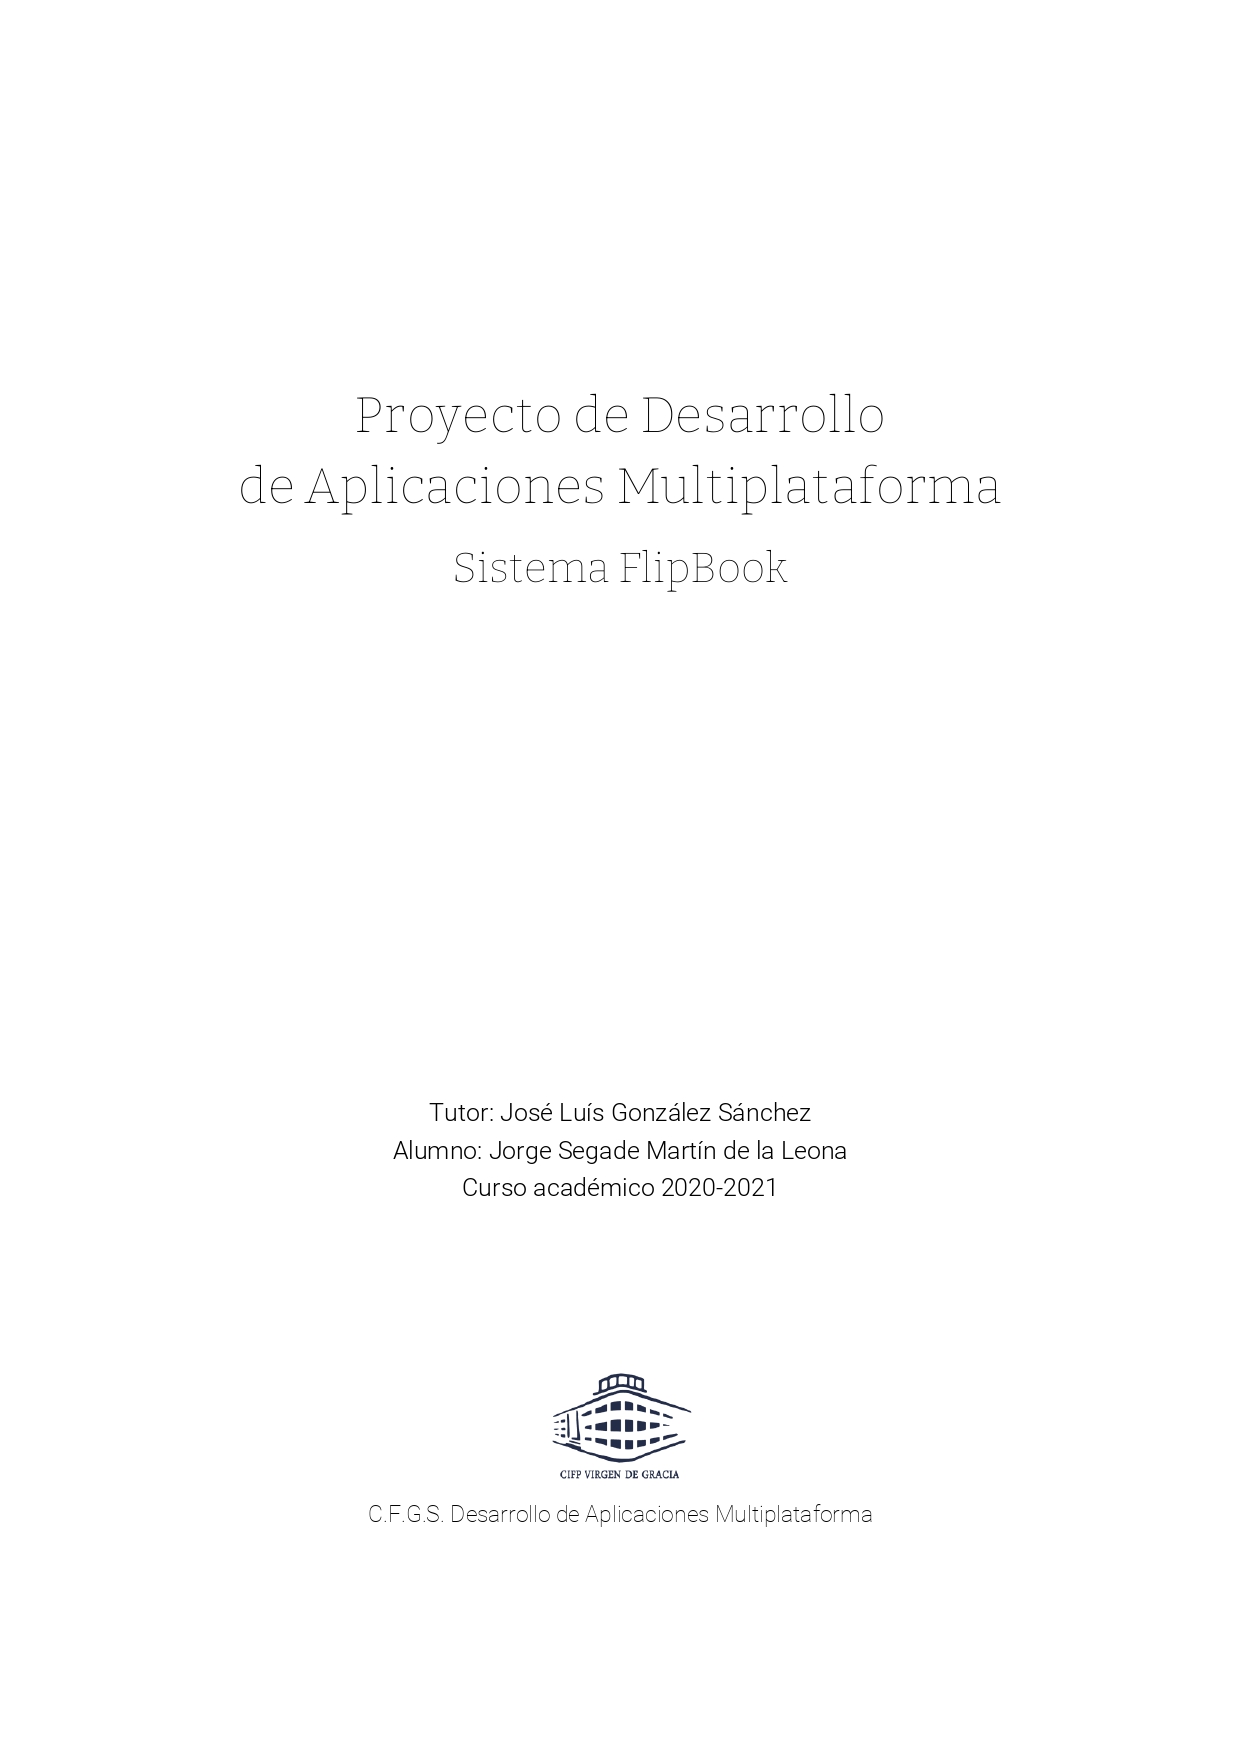 Proyecto de Desarrollo
de Aplicaciones Multiplataforma
Sistema FlipBook
Tutor: José Luís González Sánchez
Alumno: Jorge Segade Martín de la Leona
Curso académico 2020-2021
CIFP VIRGEN DE GRACIA
C.F.G.S. Desarrollo de Aplicaciones Multiplataforma